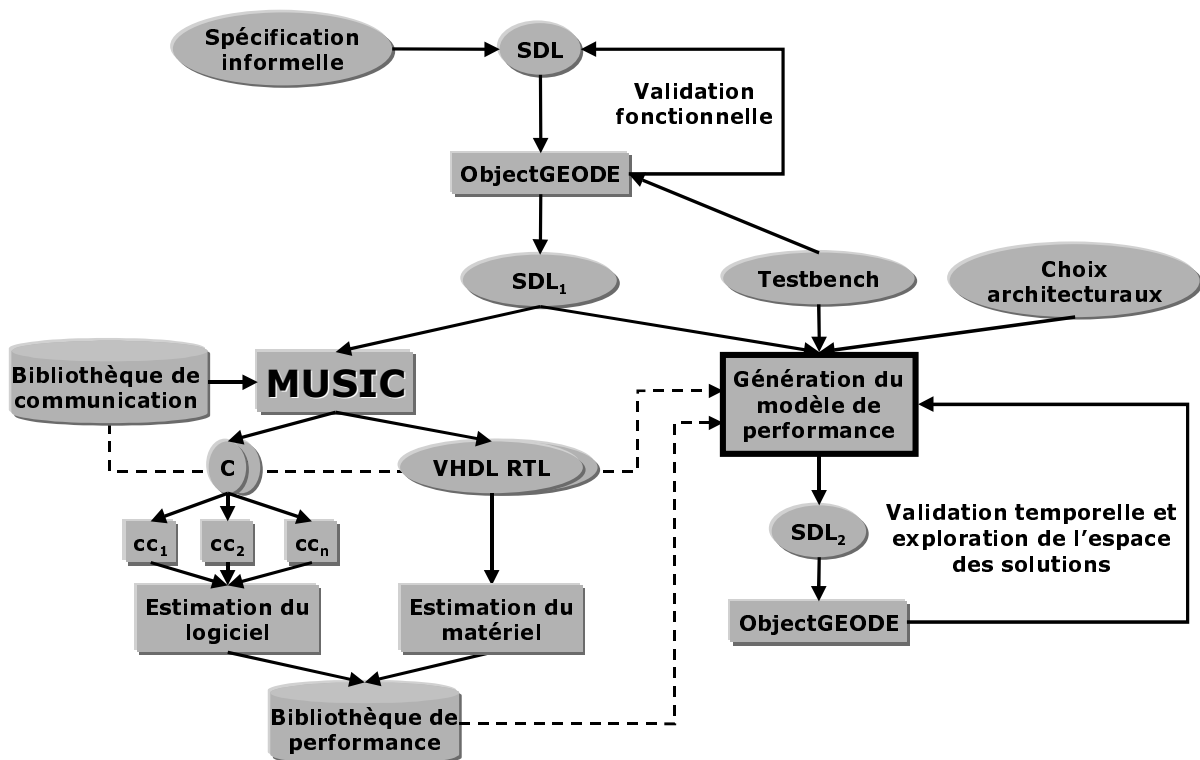 Spécification
informelle
SDL
Validation
fonctionnelle
ObjectGEODE
SDL₁
Testbench
Choix
architecturaux
Bibliothèque de
communication
MUSIC
Génération du
modèle de
performance
C
VHDL RTL
cc₁
cc₂
ccₙ
SDL₂
Validation temporelle et
exploration de l'espace
des solutions
Estimation du
logiciel
Estimation du
matériel
ObjectGEODE
Bibliothèque de
performance